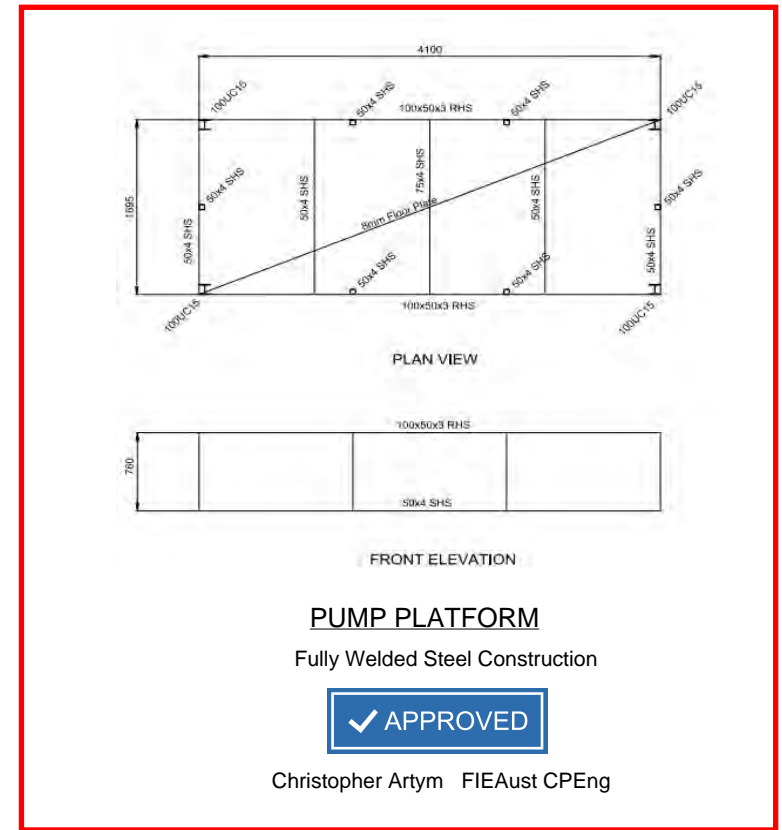 4100
100UC15
50x4 SHS
100x50x3 RHS
50x4 SHS
100UC15
1695
50x4 SHS
50x4 SHS
50x4 SHS
75x4 SHS
8mm Floor Plate
50x4 SHS
50x4 SHS
50x4 SHS
50x4 SHS
50x4 SHS
100UC15
100x50x3 RHS
100UC15
PLAN VIEW
100x50x3 RHS
760
50x4 SHS
FRONT ELEVATION
PUMP PLATFORM
Fully Welded Steel Construction
APPROVED
Christopher Artym FIEAust CPEng